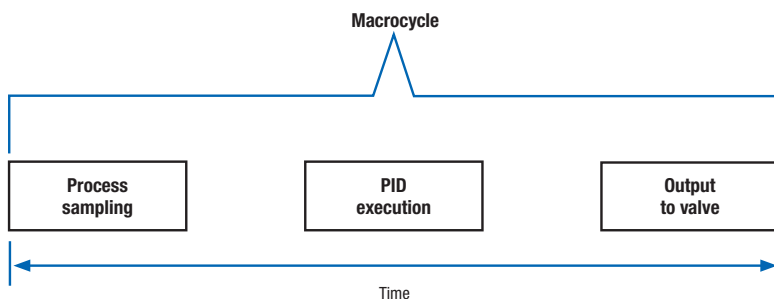 Macrocycle
Process
sampling
PID
execution
Output
to valve
Time